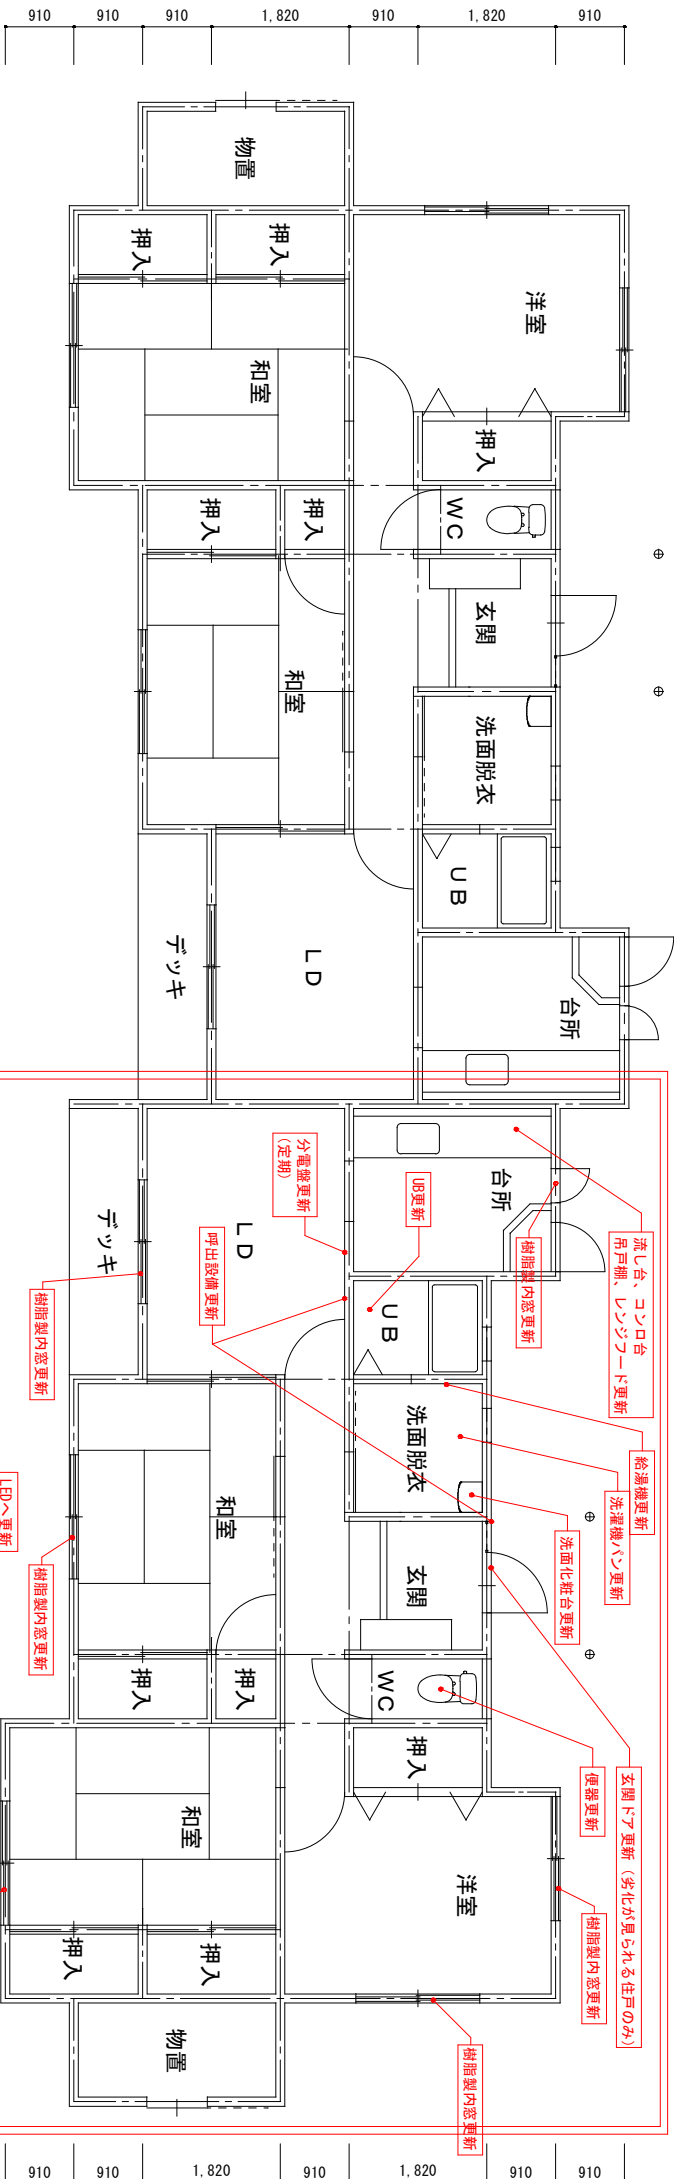 910
910
910
1,820
910
1,820
910
物置
押入
押入
洋室
和室
押入
押入
押入
WC
和室
玄関
洗面脱衣
UB
デッキ
LD
台所
流し台、コンロ台
吊戸棚、レンジフード更新
台所
樹脂製内窓更新
UB更新
分電盤更新
(定期)
呼出設備更新
LD
UB
デッキ
樹脂製内窓更新
給湯機更新
洗濯機パン更新
洗面化粧台更新
洗面脱衣
和室
LEDへ更新
樹脂製内窓更新
玄関
押入
押入
WC
便器更新
玄関ドア更新(劣化が見られる住戸のみ)
押入
和室
洋室
樹脂製内窓更新
押入
押入
物置
樹脂製内窓更新
910
910
1,820
910
1,820
910
910